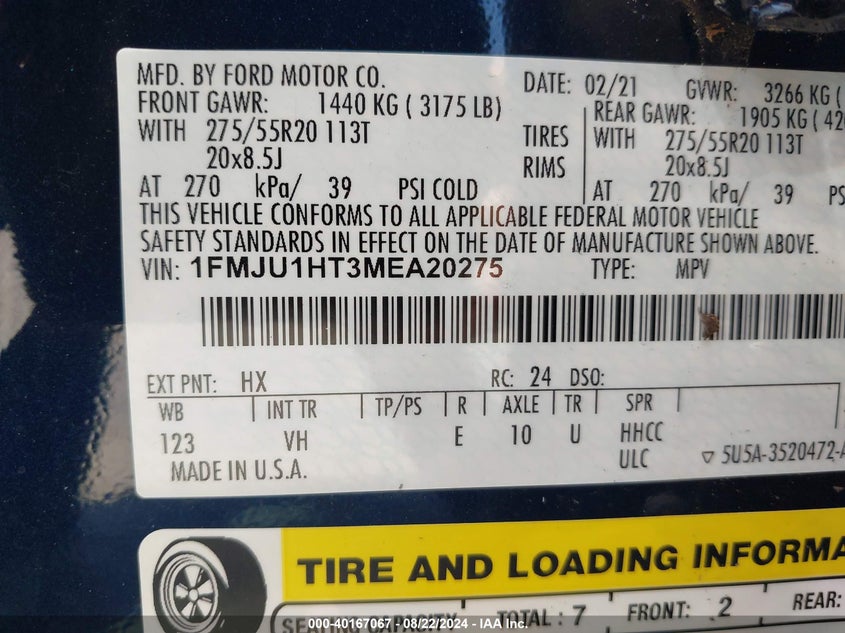 MFD. BY FORD MOTOR CO. DATE: 02/21 GVWR: 3266 KG (
FRONT GAWR: 1440 KG ( 3175 LB) REAR GAWR: 1905 KG ( 420
WITH 275/55R20 113T TIRES WITH 275/55R20 113T
20x8.5J RIMS 20x8.5J
AT 270 kPa/ 39 PSI COLD AT 270 kPa/ 39 PS
THIS VEHICLE CONFORMS TO ALL APPLICABLE FEDERAL MOTOR VEHICLE
SAFETY STANDARDS IN EFFECT ON THE DATE OF MANUFACTURE SHOWN ABOVE.
VIN: 1FMJU1HT3MEA20275 TYPE: MPV
EXT PNT: HX RC: 24 DSO:
WB INT TR TP/PS R AXLE TR SPR
123 VH E 10 U HHCC
MADE IN U.S.A. ULC ▽ 5U5A-3520472-A
TIRE AND LOADING INFORMA
SEATING CAPACITY TOTAL : 7 FRONT: 2 REAR:
000-40167067 - 08/22/2024 - IAA Inc.